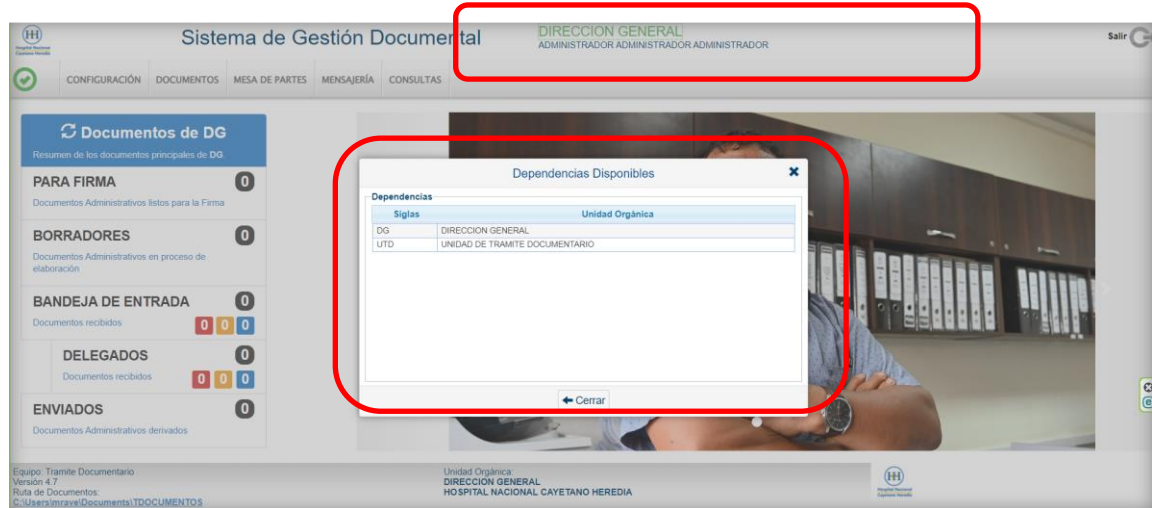 Sistema de Gestión Documental
DIRECCION GENERAL
ADMINISTRADOR ADMINISTRADOR ADMINISTRADOR
Salir
CONFIGURACIÓN DOCUMENTOS MESA DE PARTES MENSAJERÍA CONSULTAS
Documentos de DG
Resumen de los documentos principales de DG.
PARA FIRMA 0
Documentos Administrativos listos para la Firma
BORRADORES 0
Documentos Administrativos en proceso de
elaboración
BANDEJA DE ENTRADA 0
Documentos recibidos 0 0 0
DELEGADOS 0
Documentos recibidos 0 0 0
ENVIADOS 0
Documentos Administrativos derivados
Dependencias Disponibles
Dependencias
Siglas Unidad Orgánica
DG DIRECCION GENERAL
UTD UNIDAD DE TRAMITE DOCUMENTARIO
Cerrar
Equipo: Tramite Documentario
Versión 4.7
Ruta de Documentos:
C:\Users\mrave\Documents\TDOCUMENTOS
Unidad Orgánica:
DIRECCION GENERAL
HOSPITAL NACIONAL CAYETANO HEREDIA